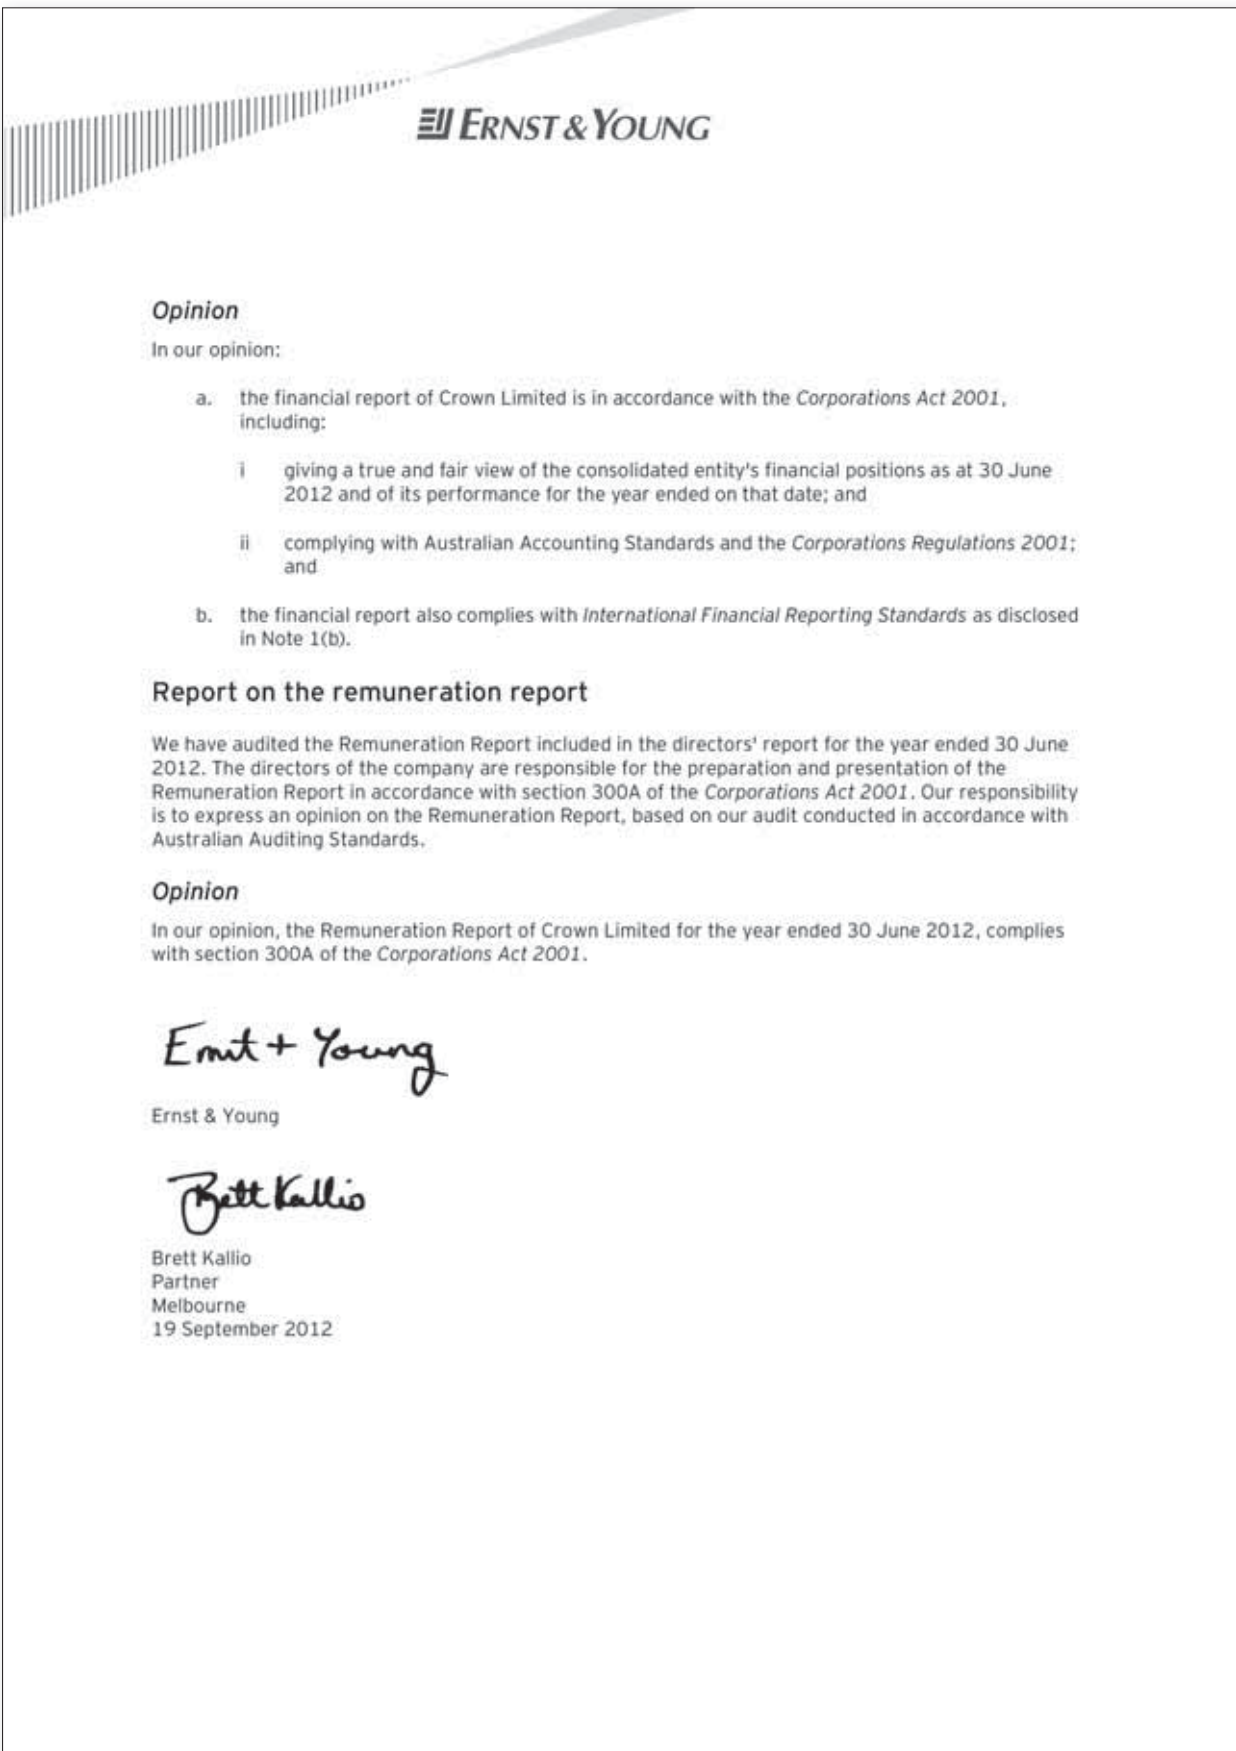 ERNST & YOUNG
Opinion
In our opinion:
a. the financial report of Crown Limited is in accordance with the Corporations Act 2001,
including:
i giving a true and fair view of the consolidated entity's financial positions as at 30 June
2012 and of its performance for the year ended on that date; and
ii complying with Australian Accounting Standards and the Corporations Regulations 2001;
and
b. the financial report also complies with International Financial Reporting Standards as disclosed
in Note 1(b).
Report on the remuneration report
We have audited the Remuneration Report included in the directors' report for the year ended 30 June
2012. The directors of the company are responsible for the preparation and presentation of the
Remuneration Report in accordance with section 300A of the Corporations Act 2001. Our responsibility
is to express an opinion on the Remuneration Report, based on our audit conducted in accordance with
Australian Auditing Standards.
Opinion
In our opinion, the Remuneration Report of Crown Limited for the year ended 30 June 2012, complies
with section 300A of the Corporations Act 2001.
Ernst + Young
Ernst & Young
Brett Kallio
Brett Kallio
Partner
Melbourne
19 September 2012